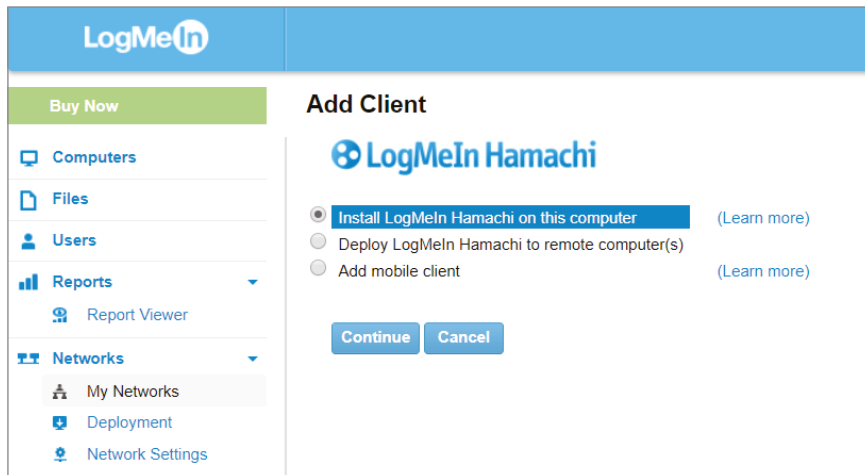 LogMeIn
Buy Now
Computers
Files
Users
Reports
Report Viewer
Networks
My Networks
Deployment
Network Settings
Add Client
LogMeIn Hamachi
Install LogMeIn Hamachi on this computer (Learn more)
Deploy LogMeIn Hamachi to remote computer(s)
Add mobile client (Learn more)
Continue Cancel